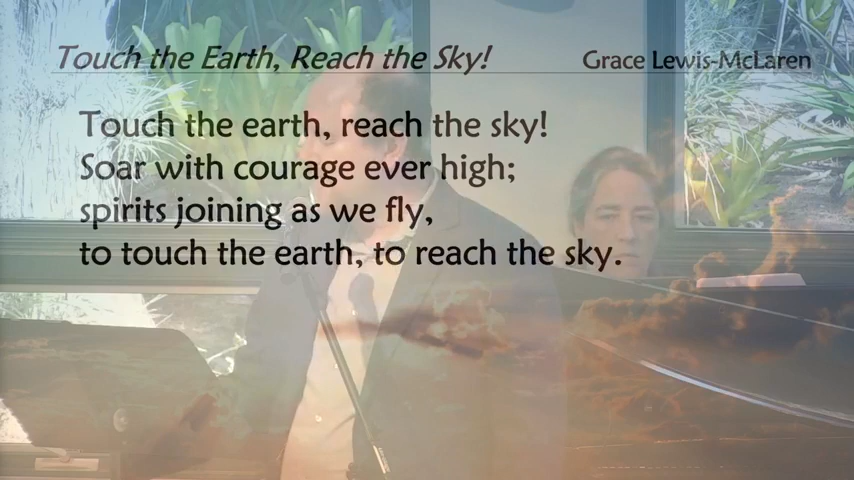 Touch the Earth, Reach the Sky! Grace Lewis-McLaren
Touch the earth, reach the sky!
Soar with courage ever high;
spirits joining as we fly,
to touch the earth, to reach the sky.